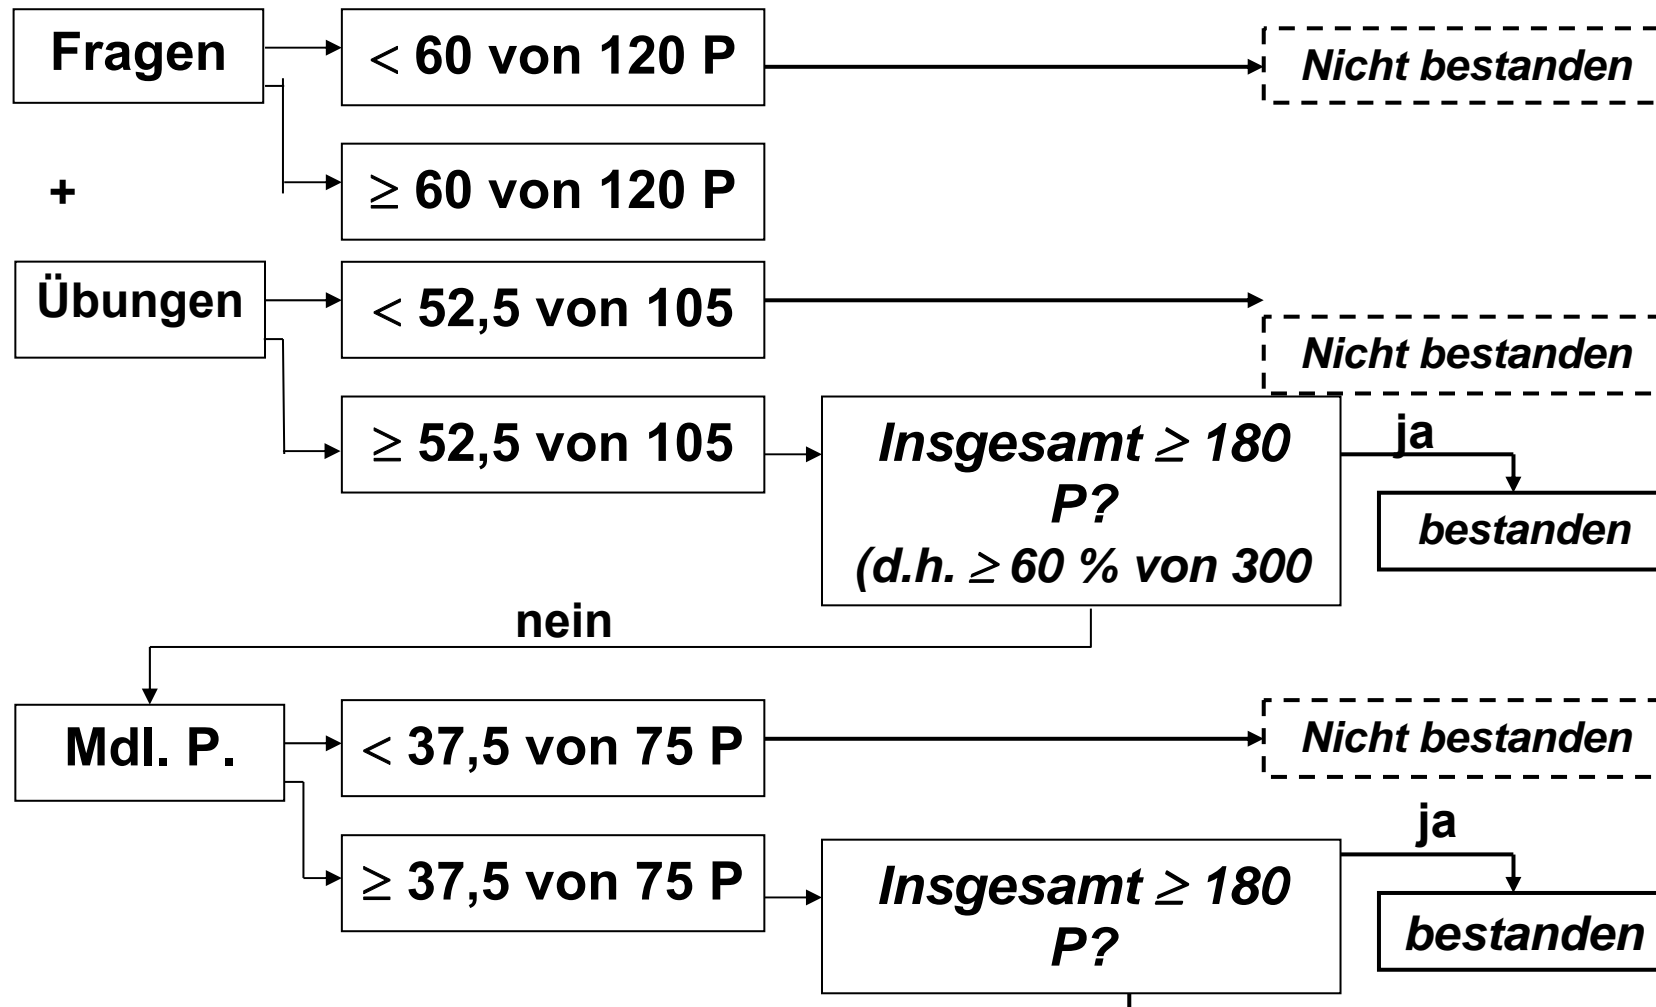 Fragen
< 60 von 120 P
Nicht bestanden
≥ 60 von 120 P
+
Übungen
< 52,5 von 105
Nicht bestanden
≥ 52,5 von 105
Insgesamt ≥ 180
P?
(d.h. ≥ 60 % von 300
ja
bestanden
nein
Mdl. P.
< 37,5 von 75 P
Nicht bestanden
≥ 37,5 von 75 P
Insgesamt ≥ 180
P?
ja
bestanden